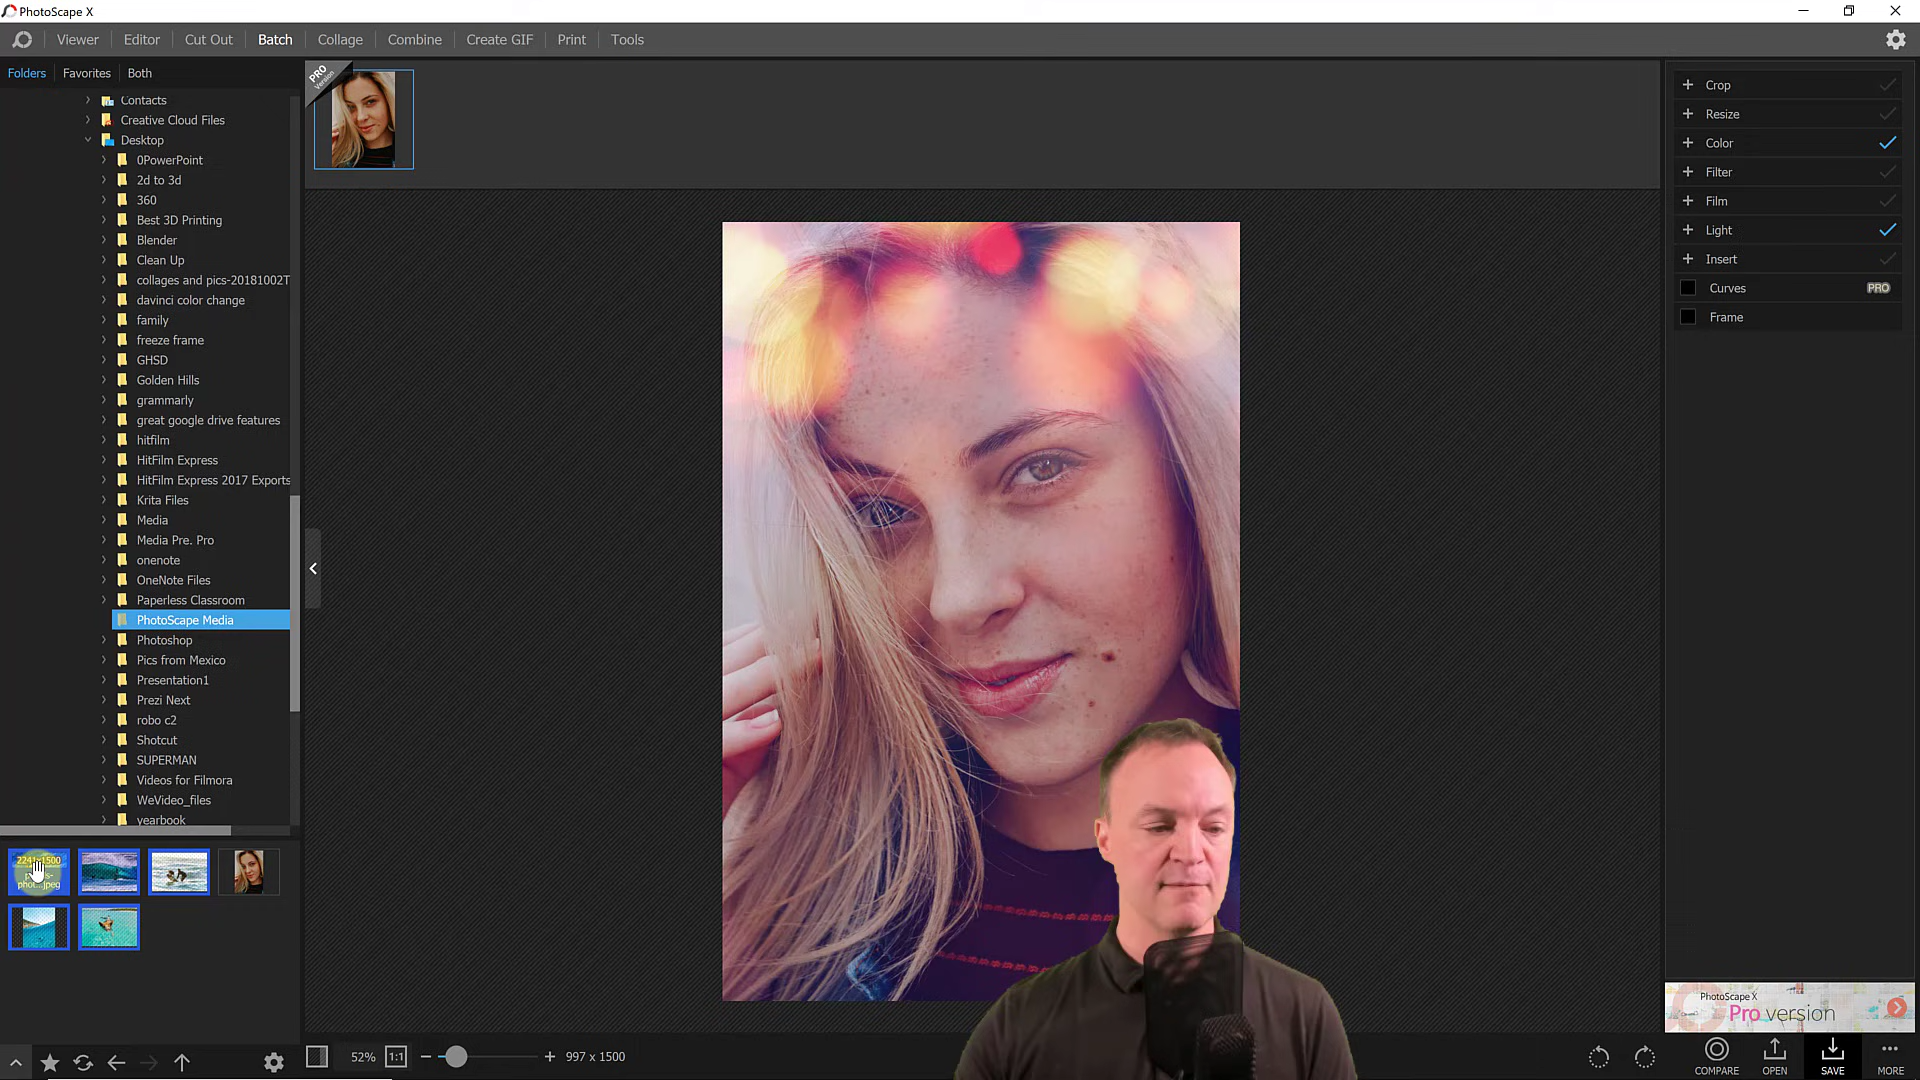 PhotoScape X
Viewer
Editor
Cut Out
Batch
Collage
Combine
Create GIF
Print
Tools
Folders
Favorites
Both
Contacts
Creative Cloud Files
Desktop
0PowerPoint
2d to 3d
360
Best 3D Printing
Blender
Clean Up
collages and pics-20181002T
davinci color change
family
freeze frame
GHSD
Golden Hills
grammarly
great google drive features
hitfilm
HitFilm Express
HitFilm Express 2017 Exports
Krita Files
Media
Media Pre. Pro
onenote
OneNote Files
Paperless Classroom
PhotoScape Media
Photoshop
Pics from Mexico
Presentation1
Prezi Next
robo c2
Shotcut
SUPERMAN
Videos for Filmora
WeVideo_files
yearbook
PRO
Version
Crop
Resize
Color
Filter
Film
Light
Insert
Curves PRO
Frame
PhotoScape X
Pro version
52%
1:1
997 x 1500
COMPARE
OPEN
SAVE
MORE